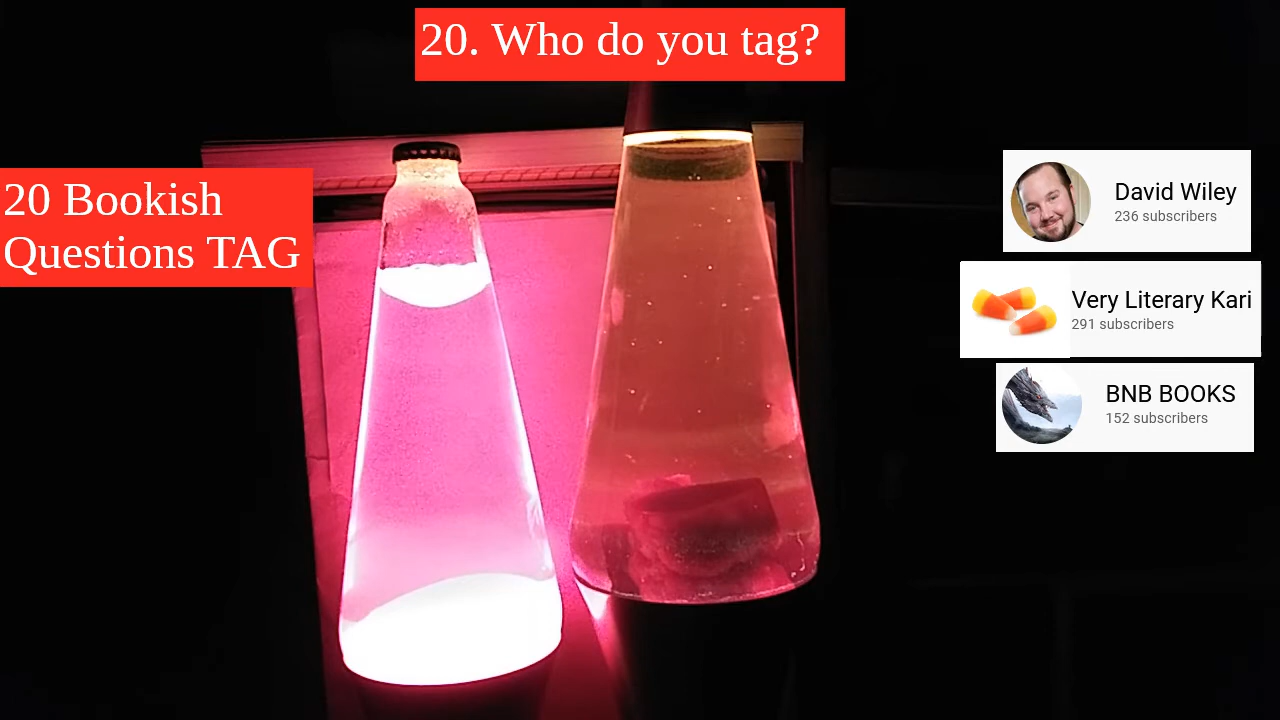 20. Who do you tag?
20 Bookish
Questions TAG
David Wiley
236 subscribers
Very Literary Kari
291 subscribers
BNB BOOKS
152 subscribers